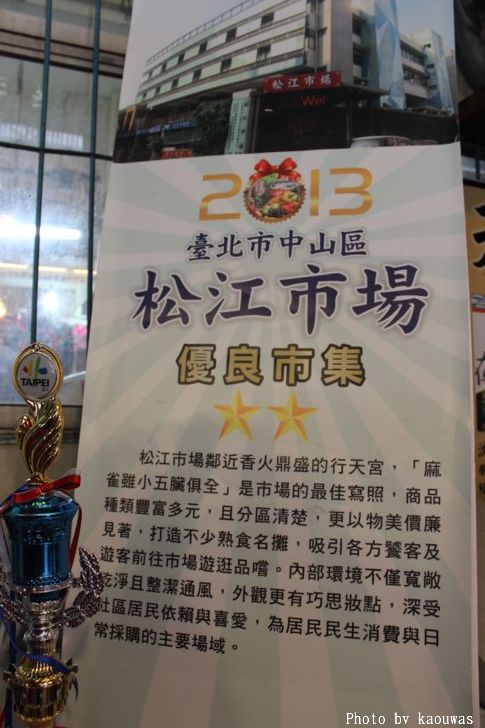 松江市場
Wei
2013
臺北市中山區
松江市場
優良市集
TAIPEI
松江市場鄰近香火鼎盛的行天宮,「麻
雀雖小五臟俱全」是市場的最佳寫照,商品
種類豐富多元,且分區清楚,更以物美價廉
見著,打造不少熟食名攤,吸引各方饕客及
遊客前往市場遊逛品嚐。內部環境不僅寬敞
乾淨且整潔通風,外觀更有巧思妝點,深受
社區居民依賴與喜愛,為居民民生消費與日
常採購的主要場域。
Photo by kaouwas